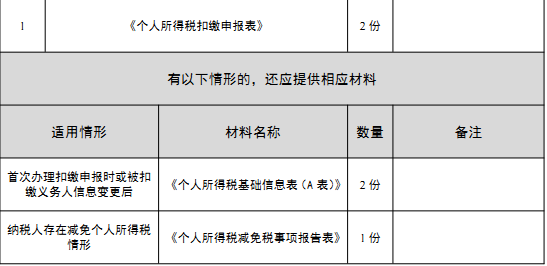 1 《个人所得税扣缴申报表》 2 份
有以下情形的，还应提供相应材料
适用情形 材料名称 数量 备注
首次办理扣缴申报时或被扣
缴义务人信息变更后 《个人所得税基础信息表（A 表）》 2 份
纳税人存在减免个人所得税
情形 《个人所得税减免税事项报告表》 1 份